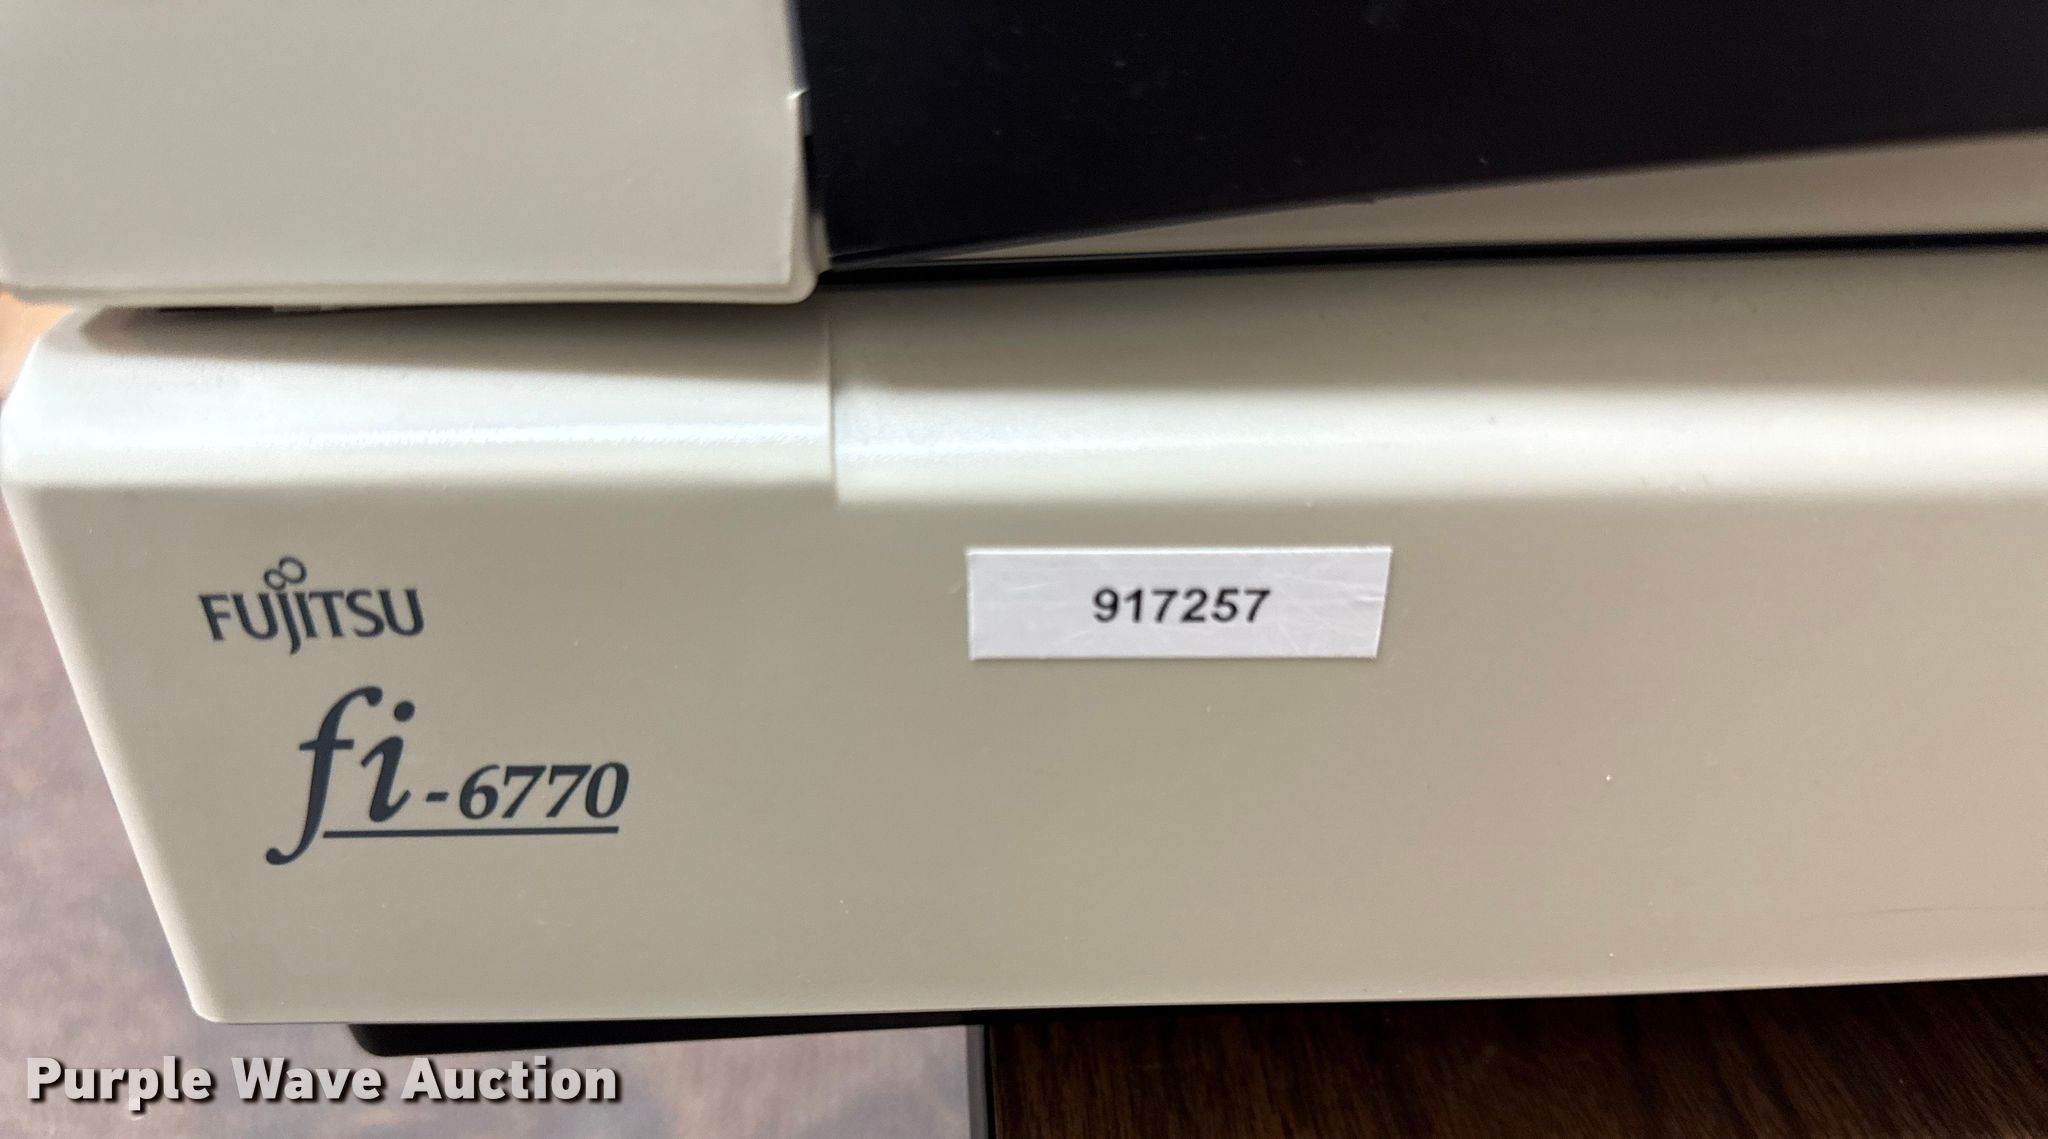 FUJITSU
917257
fi-6770
Purple Wave Auction